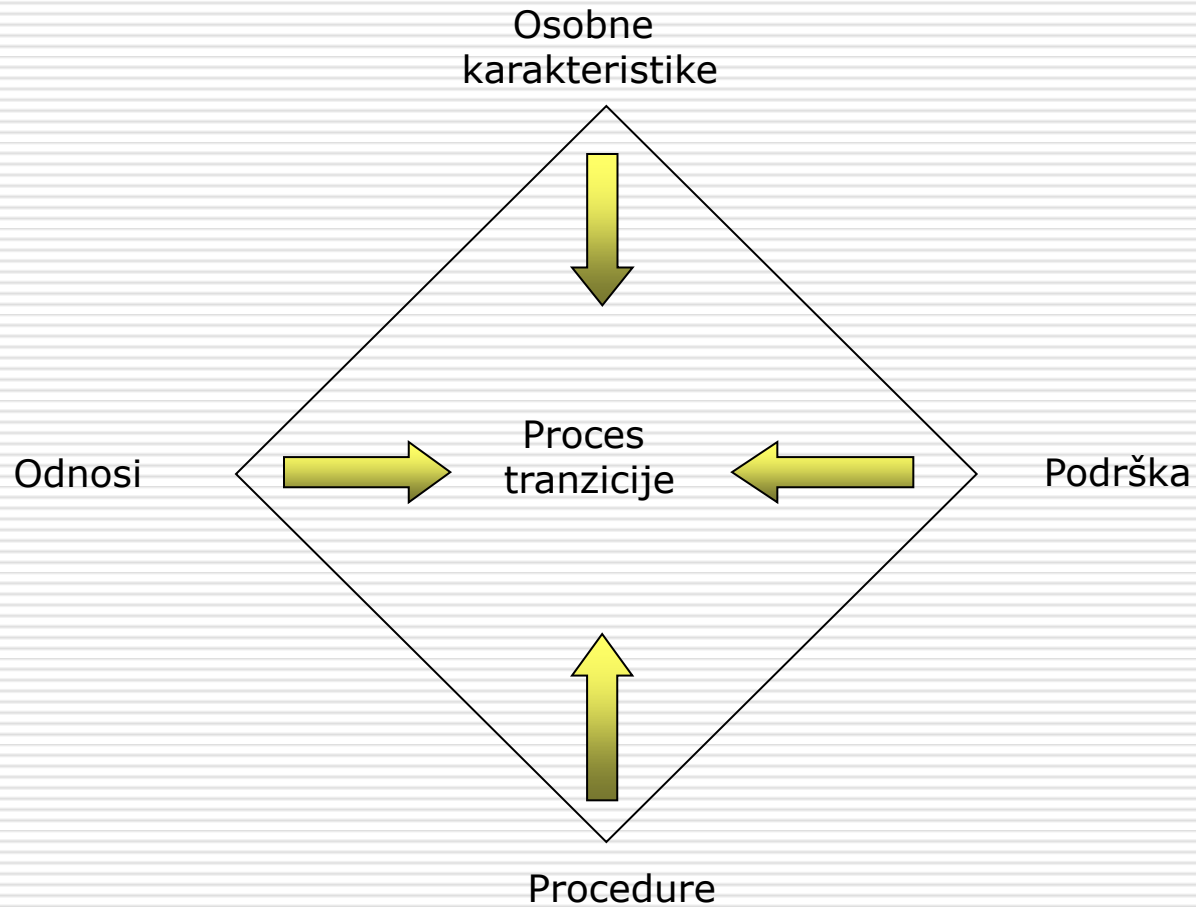 Osobne
karakteristike
Proces
tranzicije
Odnosi
Podrška
Procedure